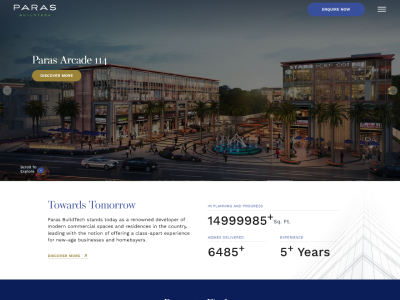 PARAS
BUILDTECH
ENQUIRE NOW
Paras Arcade 114
DISCOVER MORE
Scroll To
Explore
Towards Tomorrow
Paras BuildTech stands today as a renowned developer of
modern commercial spaces and residences in the country,
leading with the notion of offering a class-apart experience
for new-age businesses and homebuyers.
DISCOVER MORE
IN PLANNING AND PROGRESS
14999985+ Sq. Ft.
HOMES DELIVERED
6485+
EXPERIENCE
5+ Years